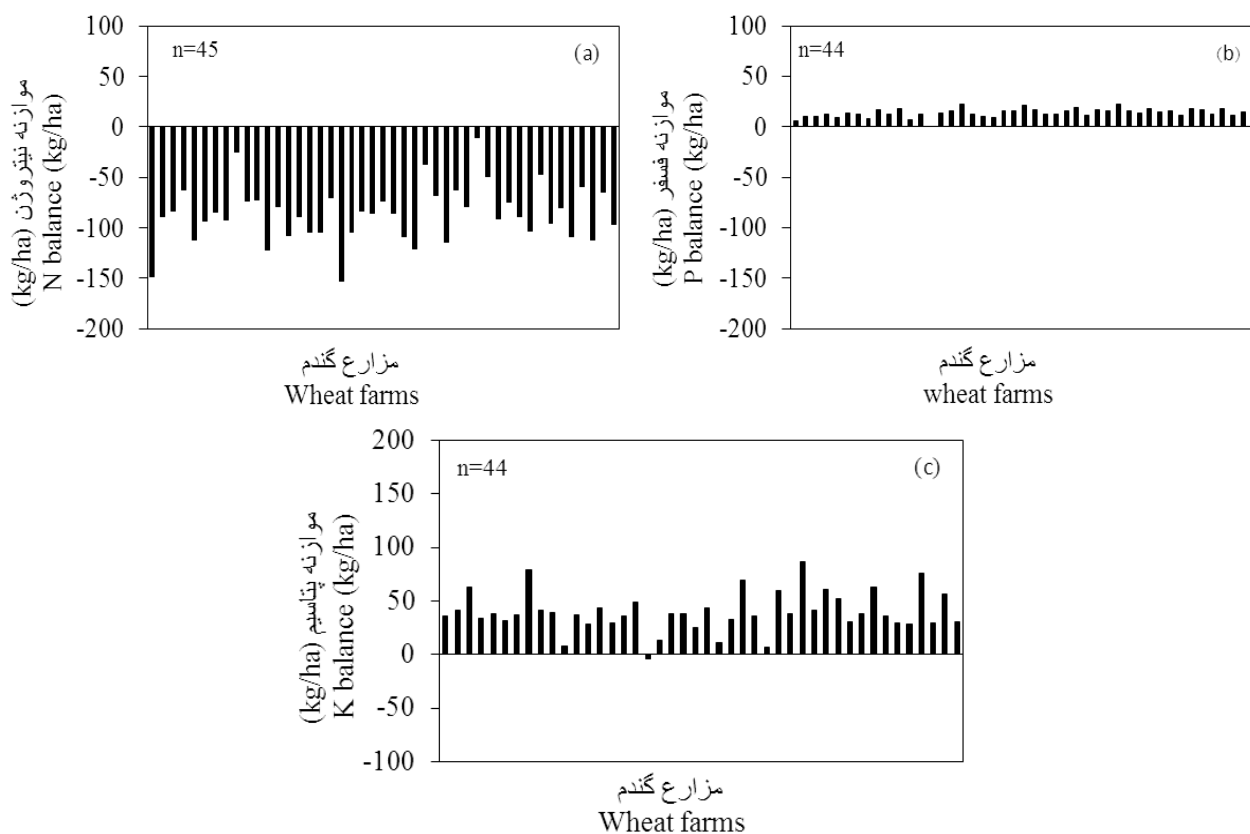 100
50
0
-50
-100
-150
-200
n=45
(a)
موازنه نیتروژن (kg/ha)
N balance (kg/ha)
مزارع گندم
Wheat farms
100
50
0
-50
-100
-150
-200
n=44
(b)
موازنه فسفر (kg/ha)
P balance (kg/ha)
مزارع گندم
wheat farms
200
150
100
50
0
-50
-100
n=44
(c)
موازنه پتاسیم (kg/ha)
K balance (kg/ha)
مزارع گندم
Wheat farms